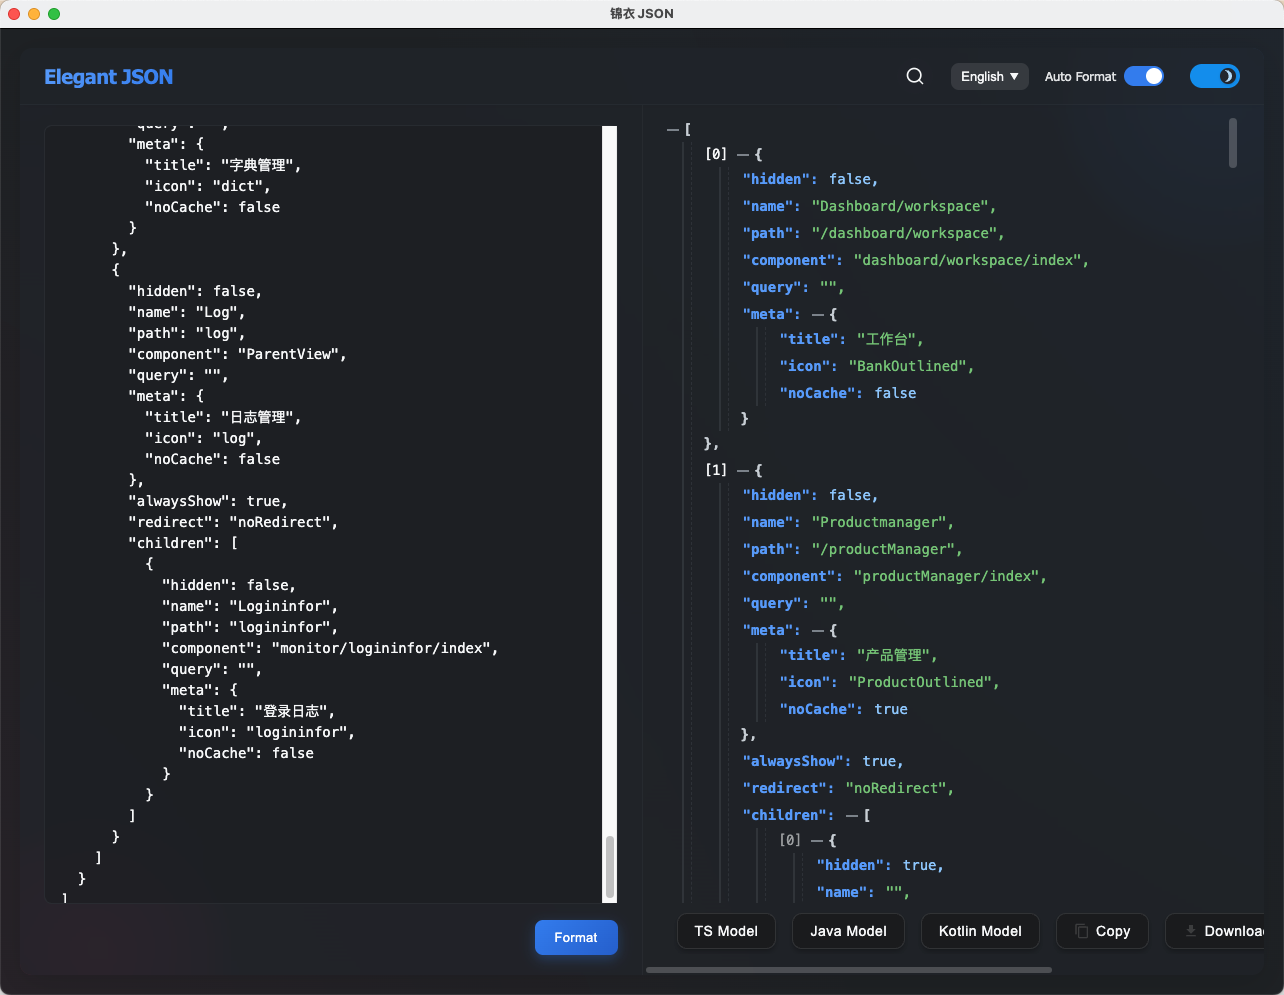 锦衣JSON
Elegant JSON
English ▼
Auto Format
"query": "",
"meta": {
"title": "字典管理",
"icon": "dict",
"noCache": false
}
},
{
"hidden": false,
"name": "Log",
"path": "log",
"component": "ParentView",
"query": "",
"meta": {
"title": "日志管理",
"icon": "log",
"noCache": false
},
"alwaysShow": true,
"redirect": "noRedirect",
"children": [
{
"hidden": false,
"name": "Logininfor",
"path": "logininfor",
"component": "monitor/logininfor/index",
"query": "",
"meta": {
"title": "登录日志",
"icon": "logininfor",
"noCache": false
}
}
]
}
]
}
]
Format
— [
[0] — {
"hidden": false,
"name": "Dashboard/workspace",
"path": "/dashboard/workspace",
"component": "dashboard/workspace/index",
"query": "",
"meta": — {
"title": "工作台",
"icon": "BankOutlined",
"noCache": false
}
},
[1] — {
"hidden": false,
"name": "Productmanager",
"path": "/productManager",
"component": "productManager/index",
"query": "",
"meta": — {
"title": "产品管理",
"icon": "ProductOutlined",
"noCache": true
},
"alwaysShow": true,
"redirect": "noRedirect",
"children": — [
[0] — {
"hidden": true,
"name": "",
TS Model
Java Model
Kotlin Model
Copy
Downloa